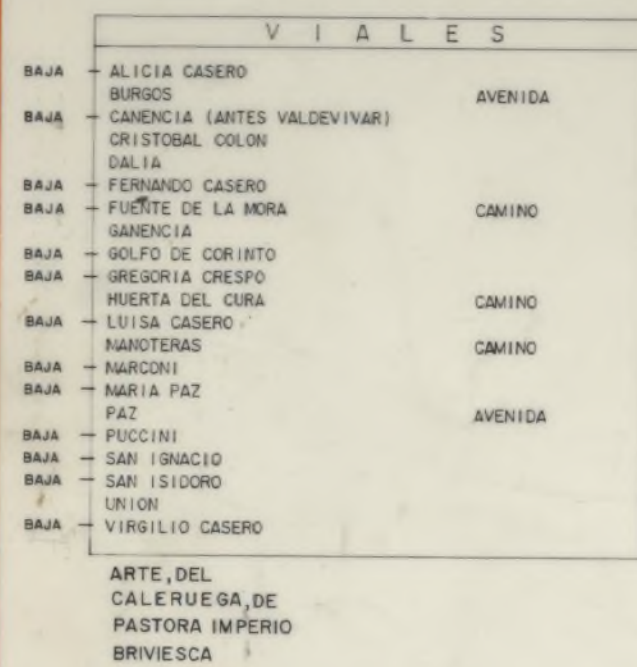 VIALES
BAJA — ALICIA CASERO
BURGOS AVENIDA
BAJA — CANENCIA (ANTES VALDEVIVAR)
CRISTOBAL COLON
DALIA
BAJA — FERNANDO CASERO
BAJA — FUENTE DE LA MORA CAMINO
GANENCIA
BAJA — GOLFO DE CORINTO
BAJA — GREGORIA CRESPO
HUERTA DEL CURA CAMINO
BAJA — LUISA CASERO
MANOTERAS CAMINO
BAJA — MARCONI
BAJA — MARIA PAZ
PAZ AVENIDA
BAJA — PUCCINI
BAJA — SAN IGNACIO
BAJA — SAN ISIDORO
UNION
BAJA — VIRGILIO CASERO
ARTE, DEL
CALERUEGA, DE
PASTORA IMPERIO
BRIVIESCA